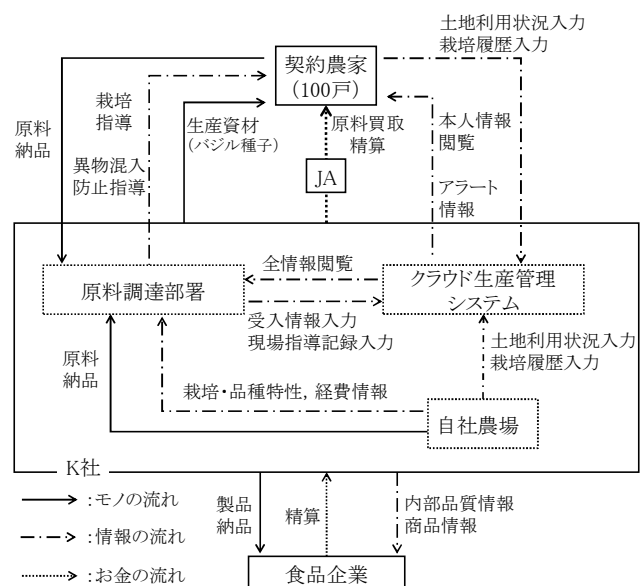 土地利用状況入力
栽培履歴入力
契約農家
(100戸)
栽培
指導
生産資材
(バジル種子)
原料買取
精算
本人情報
閲覧
原料
納品
異物混入
防止指導
JA
アラート
情報
全情報閲覧
原料調達部署
クラウド生産管理
システム
受入情報入力
現場指導記録入力
土地利用状況入力
栽培履歴入力
原料
納品
栽培・品種特性, 経費情報
自社農場
K社
:モノの流れ
:情報の流れ
:お金の流れ
製品
納品
精算
内部品質情報
商品情報
食品企業